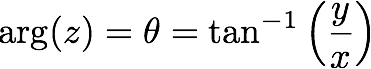 arg(z) = θ = tan⁻¹(y/x)